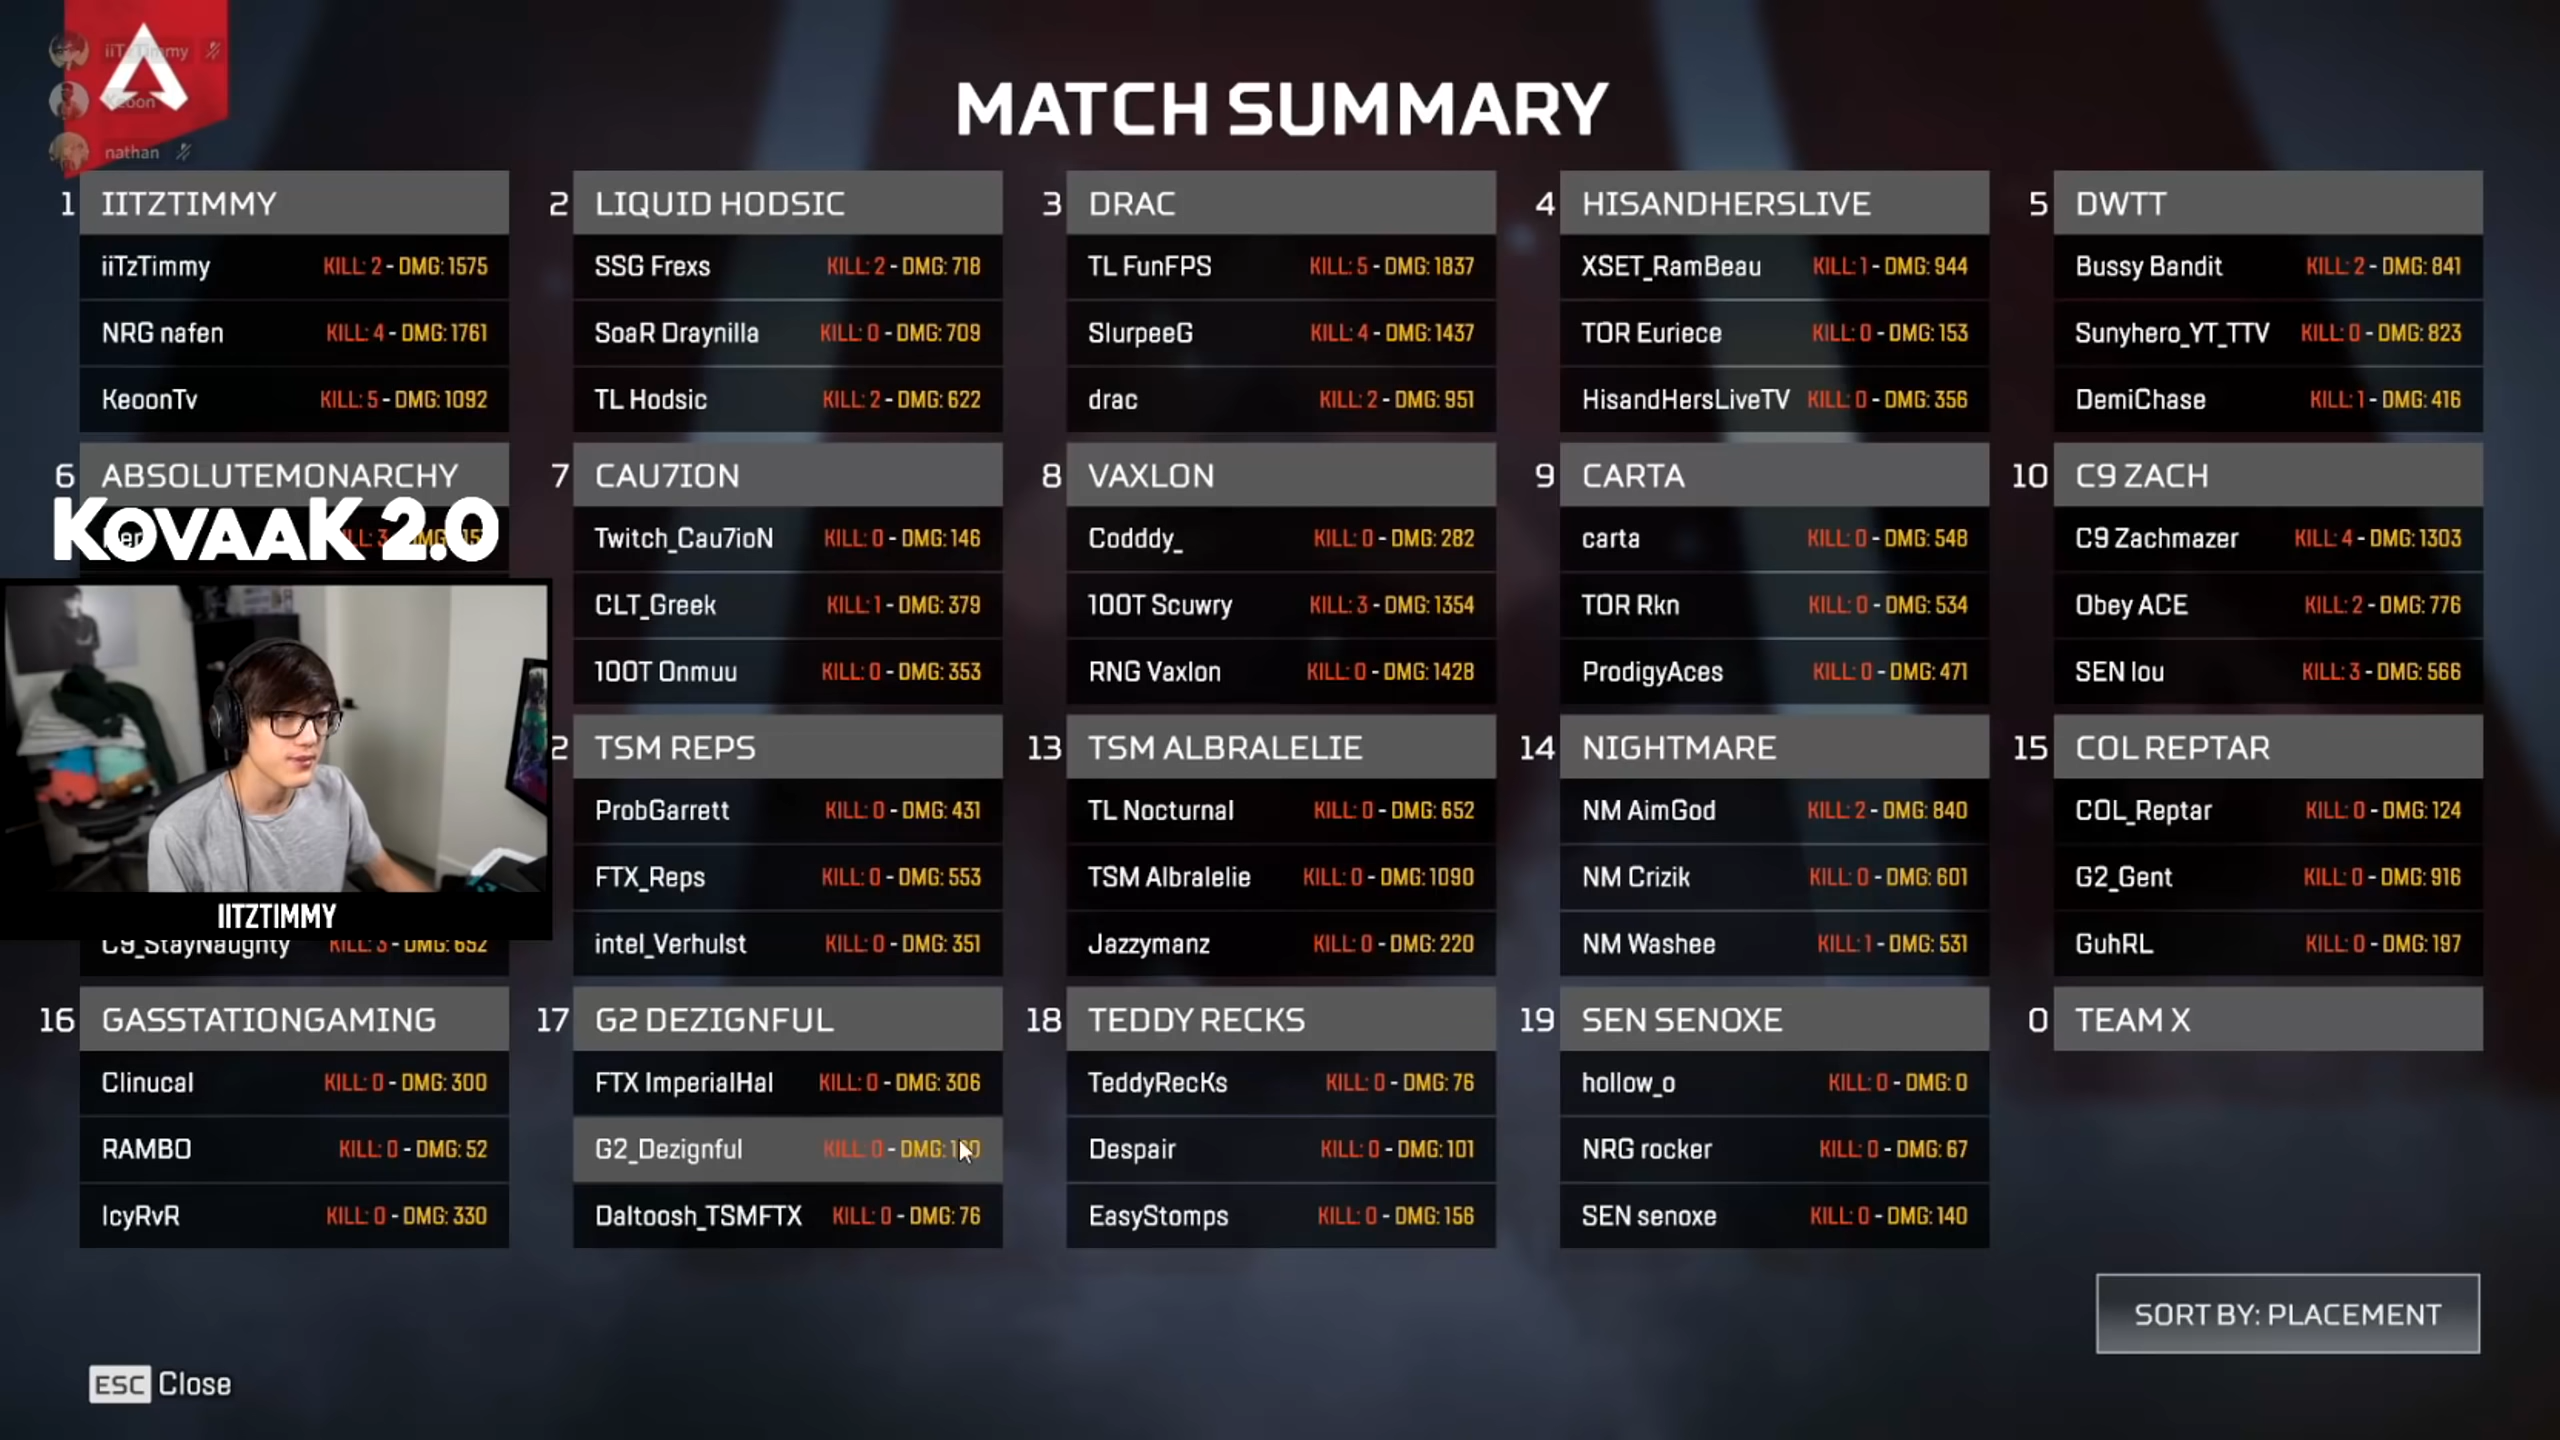 iiTzTimmy
Keoon
nathan
MATCH SUMMARY
1 IITZTIMMY
iiTzTimmy KILL: 2 - DMG: 1575
NRG nafen KILL: 4 - DMG: 1761
KeoonTv KILL: 5 - DMG: 1092
2 LIQUID HODSIC
SSG Frexs KILL: 2 - DMG: 718
SoaR Draynilla KILL: 0 - DMG: 709
TL Hodsic KILL: 2 - DMG: 622
3 DRAC
TL FunFPS KILL: 5 - DMG: 1837
SlurpeeG KILL: 4 - DMG: 1437
drac KILL: 2 - DMG: 951
4 HISANDHERSLIVE
XSET_RamBeau KILL: 1 - DMG: 944
TOR Euriece KILL: 0 - DMG: 153
HisandHersLiveTV KILL: 0 - DMG: 356
5 DWTT
Bussy Bandit KILL: 2 - DMG: 841
Sunyhero_YT_TTV KILL: 0 - DMG: 823
DemiChase KILL: 1 - DMG: 416
6 ABSOLUTEMONARCHY
KOVAAK 2.0
7 CAU7ION
Twitch_Cau7ioN KILL: 0 - DMG: 146
CLT_Greek KILL: 1 - DMG: 379
100T Onmuu KILL: 0 - DMG: 353
8 VAXLON
Codddy_ KILL: 0 - DMG: 282
100T Scuwry KILL: 3 - DMG: 1354
RNG Vaxlon KILL: 0 - DMG: 1428
9 CARTA
carta KILL: 0 - DMG: 548
TOR Rkn KILL: 0 - DMG: 534
ProdigyAces KILL: 0 - DMG: 471
10 C9 ZACH
C9 Zachmazer KILL: 4 - DMG: 1303
Obey ACE KILL: 2 - DMG: 776
SEN lou KILL: 3 - DMG: 566
IITZTIMMY
C9_StayNaughty KILL: 3 - DMG: 652
2 TSM REPS
ProbGarrett KILL: 0 - DMG: 431
FTX_Reps KILL: 0 - DMG: 553
intel_Verhulst KILL: 0 - DMG: 351
13 TSM ALBRALELIE
TL Nocturnal KILL: 0 - DMG: 652
TSM Albralelie KILL: 0 - DMG: 1090
Jazzymanz KILL: 0 - DMG: 220
14 NIGHTMARE
NM AimGod KILL: 2 - DMG: 840
NM Crizik KILL: 0 - DMG: 601
NM Washee KILL: 1 - DMG: 531
15 COL REPTAR
COL_Reptar KILL: 0 - DMG: 124
G2_Gent KILL: 0 - DMG: 916
GuhRL KILL: 0 - DMG: 197
16 GASSTATIONGAMING
Clinucal KILL: 0 - DMG: 300
RAMBO KILL: 0 - DMG: 52
IcyRvR KILL: 0 - DMG: 330
17 G2 DEZIGNFUL
FTX ImperialHal KILL: 0 - DMG: 306
G2_Dezignful KILL: 0 - DMG:
Daltoosh_TSMFTX KILL: 0 - DMG: 76
18 TEDDY RECKS
TeddyRecKs KILL: 0 - DMG: 76
Despair KILL: 0 - DMG: 101
EasyStomps KILL: 0 - DMG: 156
19 SEN SENOXE
hollow_o KILL: 0 - DMG: 0
NRG rocker KILL: 0 - DMG: 67
SEN senoxe KILL: 0 - DMG: 140
0 TEAM X
SORT BY: PLACEMENT
ESC Close